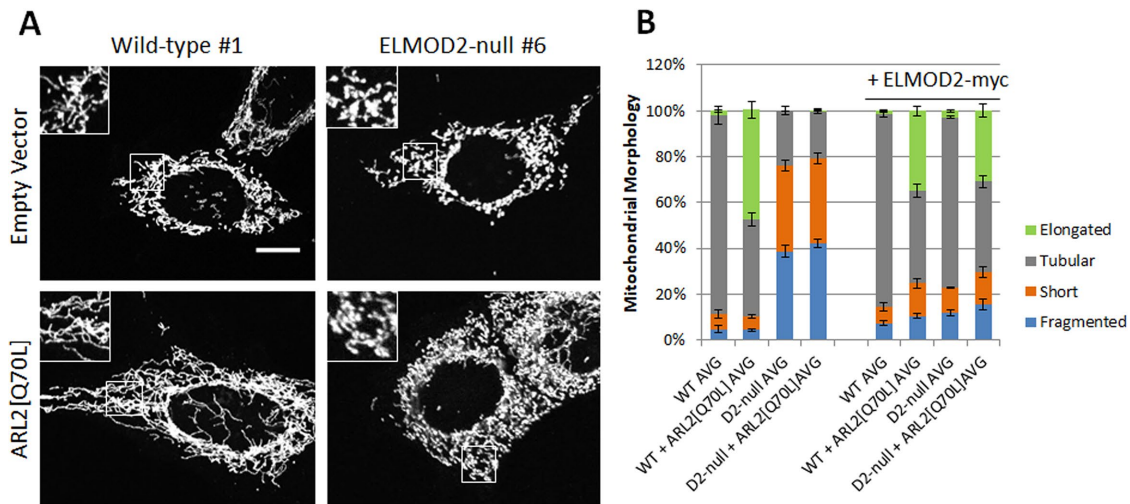 A
Wild-type #1
ELMOD2-null #6
Empty Vector
ARL2[Q70L]
B
Mitochondrial Morphology
120%
100%
80%
60%
40%
20%
0%
+ ELMOD2-myc
WT AVG
WT + ARL2[Q70L] AVG
D2-null AVG
D2-null + ARL2[Q70L]AVG
WT AVG
WT + ARL2[Q70L] AVG
D2-null AVG
D2-null + ARL2[Q70L]AVG
Elongated
Tubular
Short
Fragmented